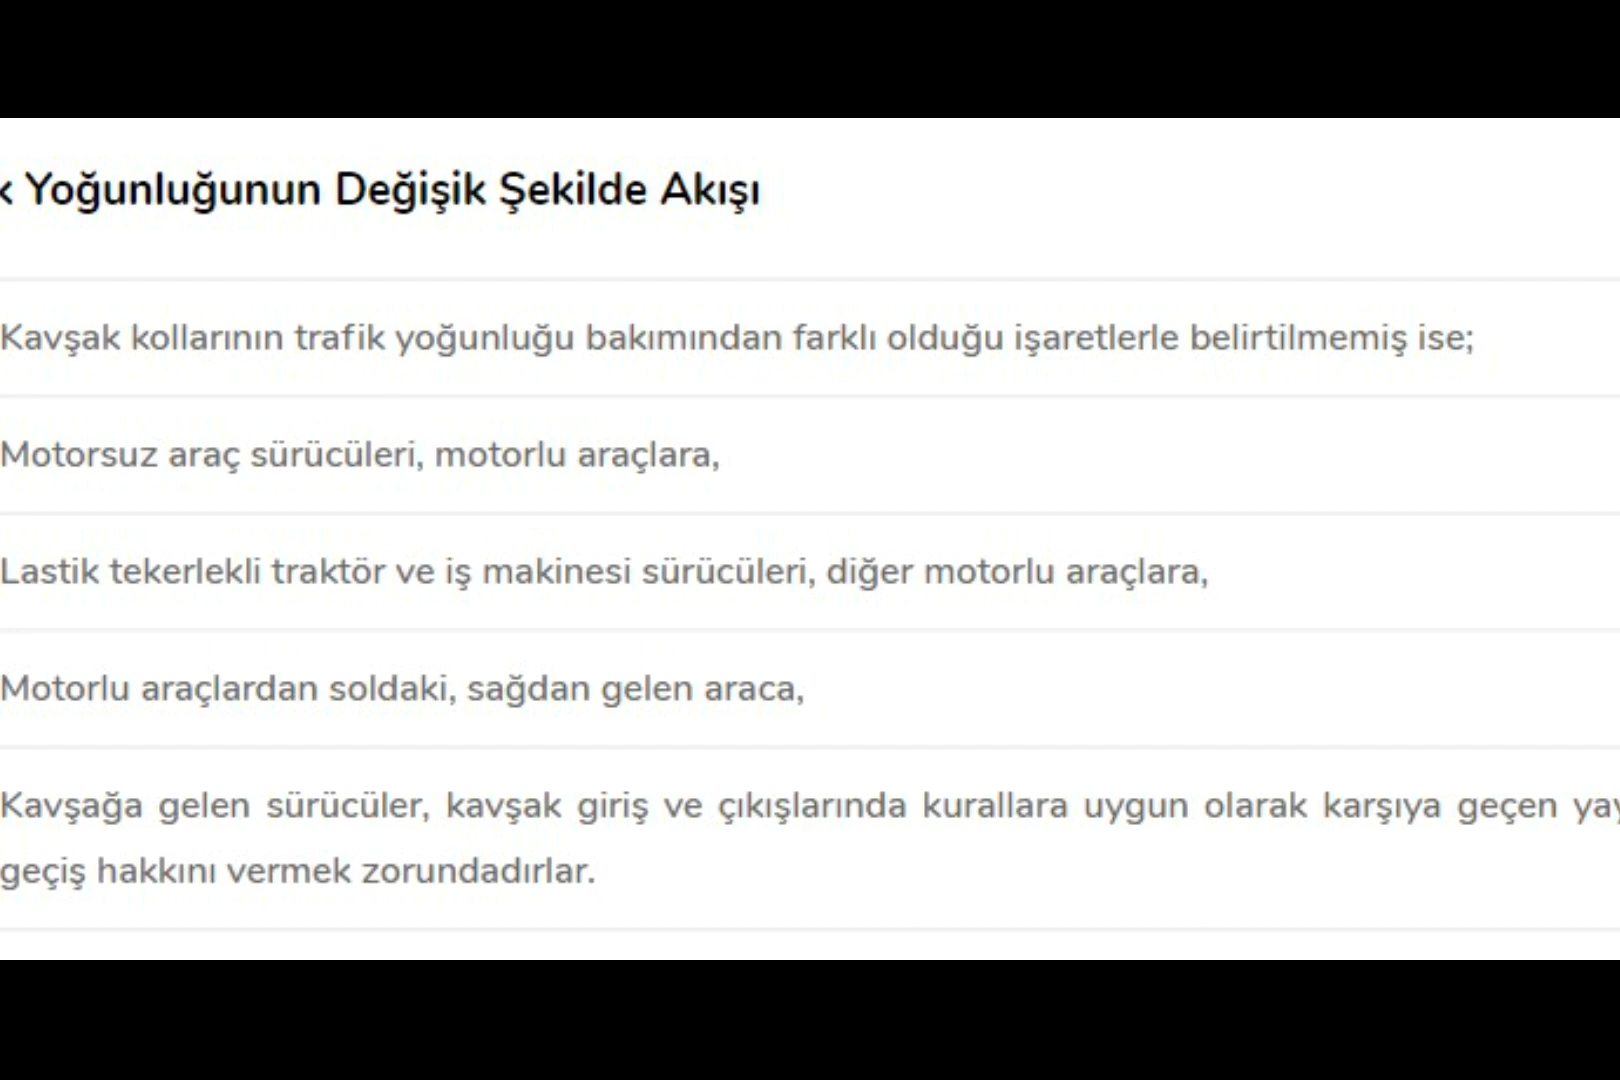 Yoğunluğunun Değişik Şekilde Akışı
Kavşak kollarının trafik yoğunluğu bakımından farklı olduğu işaretlerle belirtilmemiş ise;
Motorsuz araç sürücüleri, motorlu araçlara,
Lastik tekerlekli traktör ve iş makinesi sürücüleri, diğer motorlu araçlara,
Motorlu araçlardan soldaki, sağdan gelen araca,
Kavşağa gelen sürücüler, kavşak giriş ve çıkışlarında kurallara uygun olarak karşıya geçen
geçiş hakkını vermek zorundadırlar.